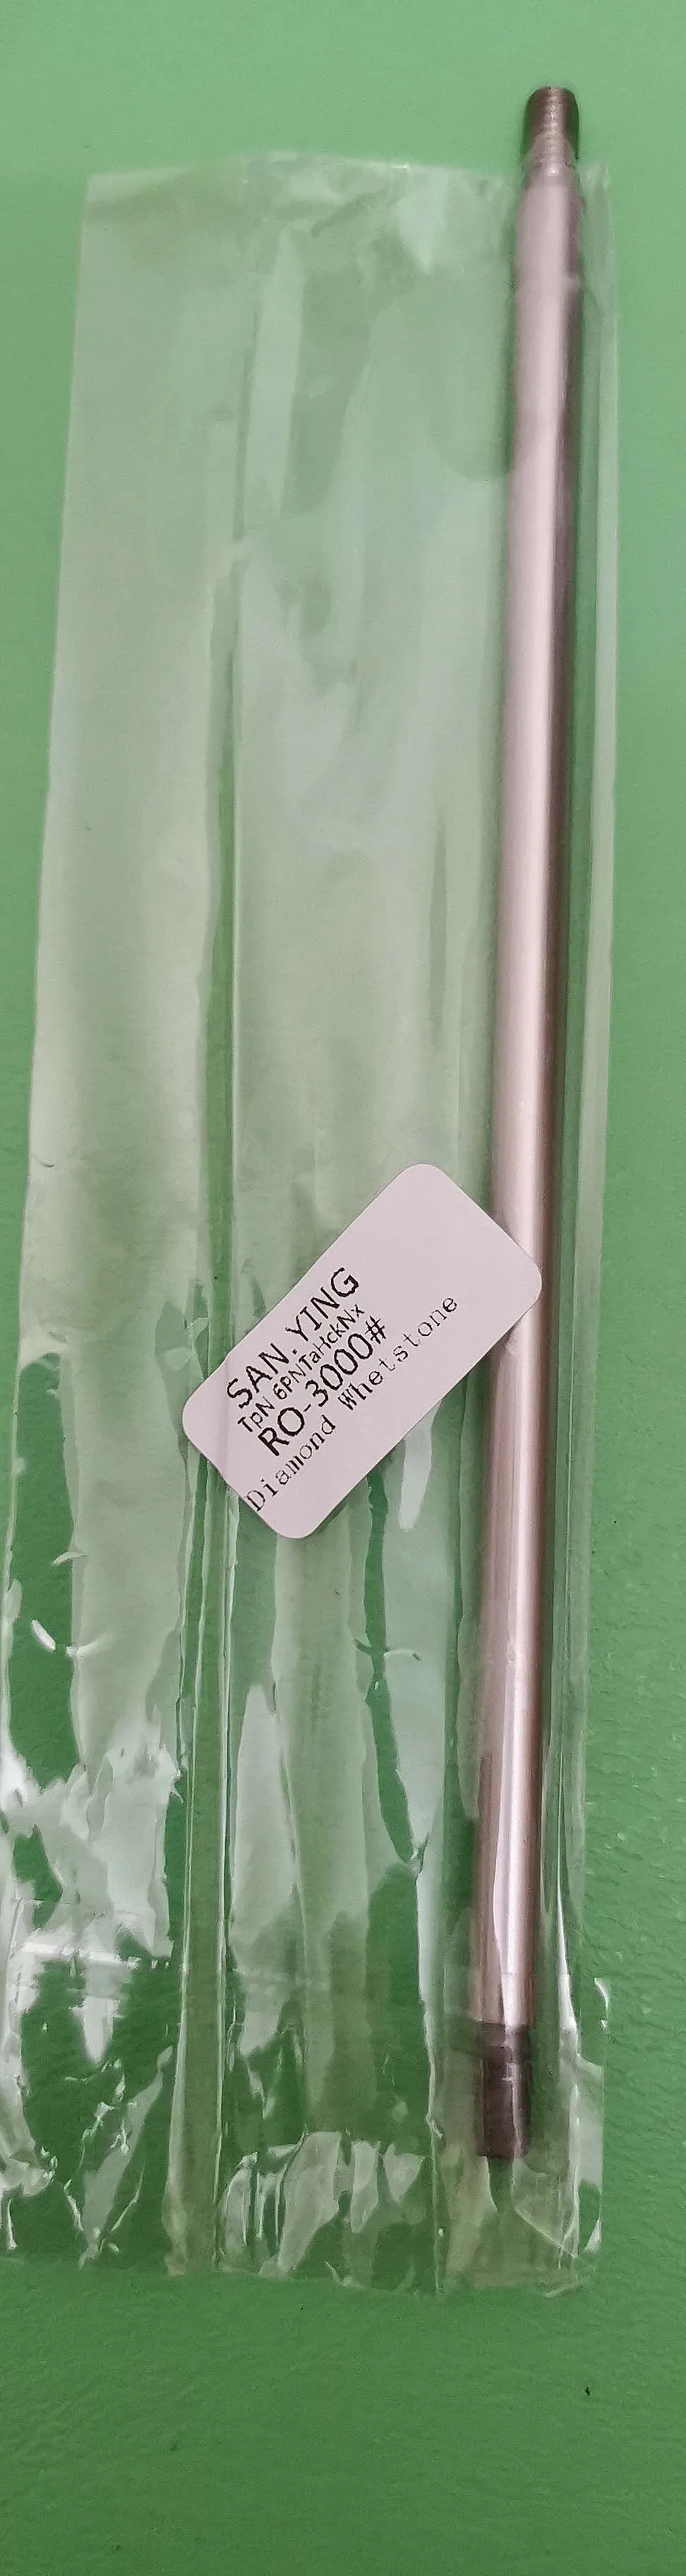 SAN. YING
TpN 6pNTaHckNx
RO-3000#
Diamond Whetstone